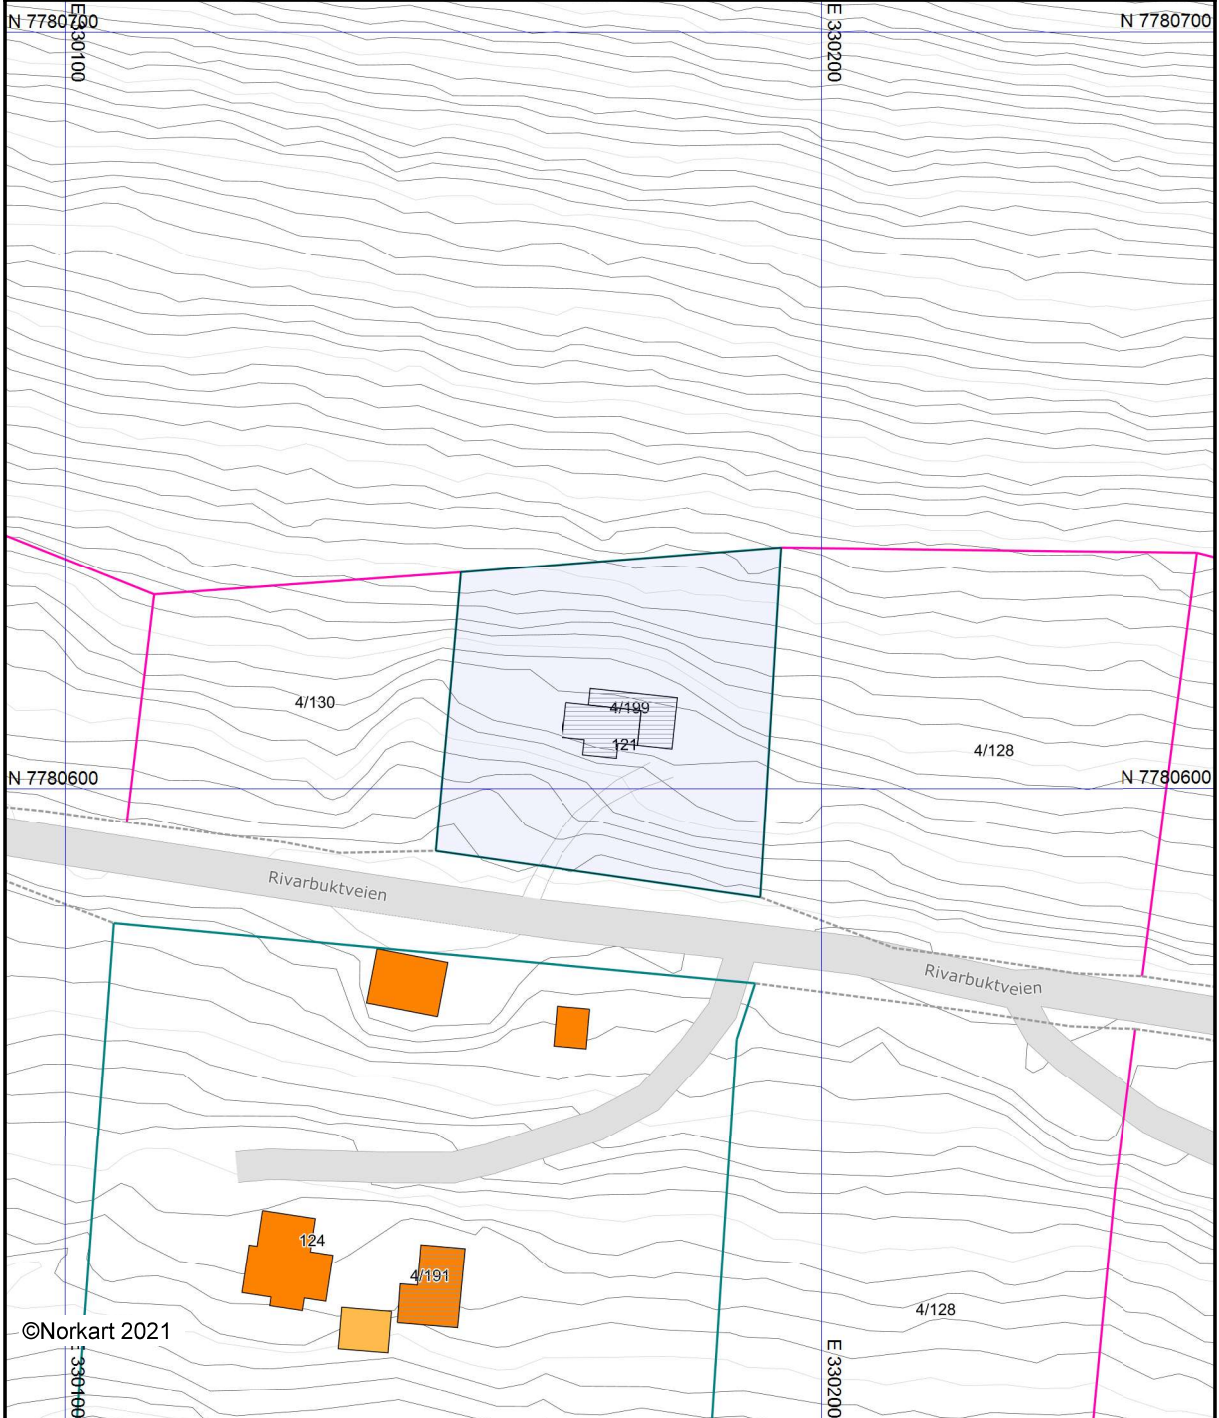 N 7780700
E 330100
E 330200
N 7780700
4/130
4/199
121
4/128
N 7780600
N 7780600
Rivarbuktveien
Rivarbuktveien
124
4/191
4/128
©Norkart 2021
E 330100
E 330200